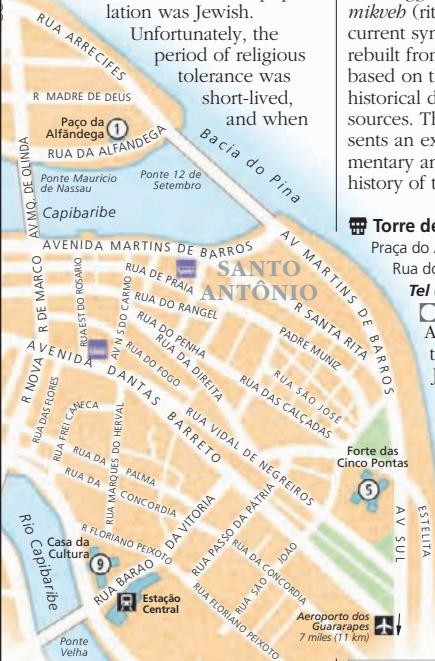 lation was Jewish.
Unfortunately, the
period of religious
tolerance was
short-lived,
and when
mikveh (rit
current syn
rebuilt from
based on t
historical d
sources. Th
sents an ex
mentary an
history of t
Torre de
Praça do
Rua do
Tel
A
t
J
RUA ARRECIFES
R MADRE DE DEUS
Paço da
Alfândega
1
RUA DA ALFANDEGA
Bacia do Pina
AV MQ. DE OLINDA
Ponte Mauricio
de Nassau
Ponte 12 de
Setembro
Capibaribe
AVENIDA MARTINS DE BARROS
AV MARTINS DE BARROS
SANTO
ANTÔNIO
RUA DE PRAIA
RUA DO RANGEL
R SANTA RITA
PADRE MUNIZ
R NOVA
R DE MARCO
RUA EST DO ROSARIO
AV N S DO CARMO
RUA DO PENHA
RUA DA DIREITA
RUA DO FOGO
RUA SÃO JOSÉ
RUA DAS CALÇADAS
AVENIDA DANTAS BARRETO
RUA DAS FLORES
RUA FREI CANECA
RUA MARQUES DO HERVAL
RUA VIDAL DE NEGREIROS
RUA DA PALMA
RUA DA CONCORDIA
Forte das
Cinco Pontas
5
AV SUL
ESTELITA
Rio Capibaribe
Casa da
Cultura
9
R FLORIANO PEIXOTO
RUA BARAO DA VITORIA
RUA PASSO DA PÁTRIA
RUA DA CONCORDIA
RUA SÃO JOÃO
RUA FLORIANO PEIXOTO
Estação
Central
Ponte
Velha
Aeroporto dos
Guararapes
7 miles (11 km)